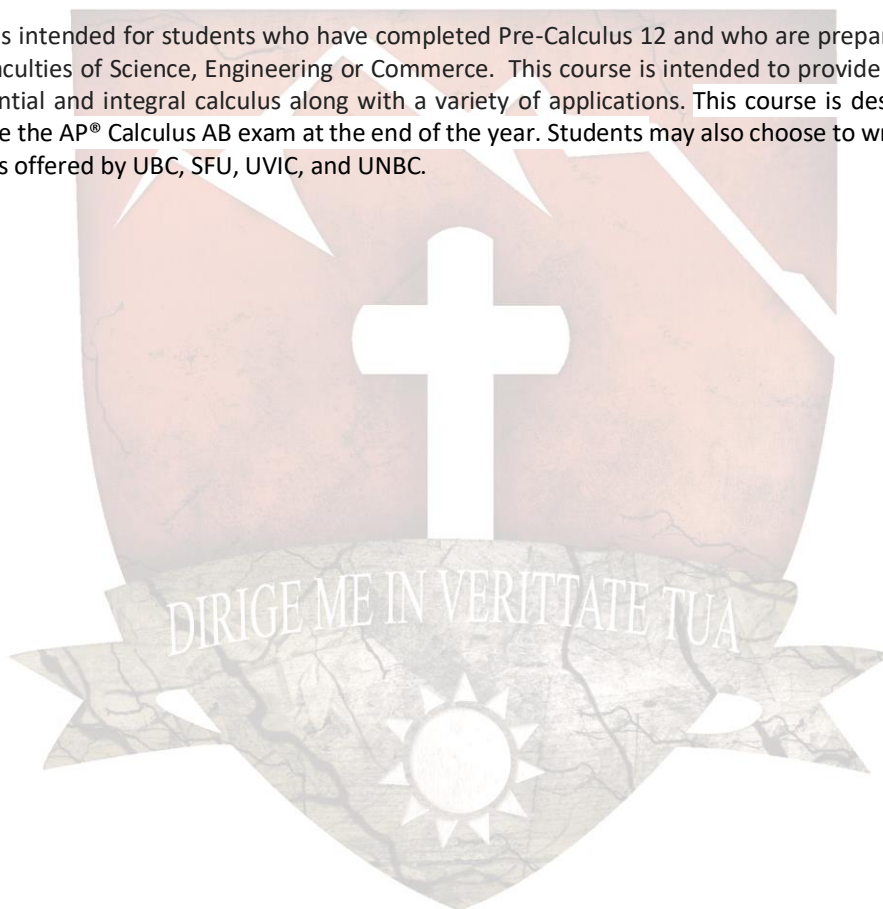 s intended for students who have completed Pre-Calculus 12 and who are prepar
aculties of Science, Engineering or Commerce. This course is intended to provide
ntial and integral calculus along with a variety of applications. This course is des
e the AP® Calculus AB exam at the end of the year. Students may also choose to wr
s offered by UBC, SFU, UVIC, and UNBC.
DIRIGE ME IN VERITTATE TUA